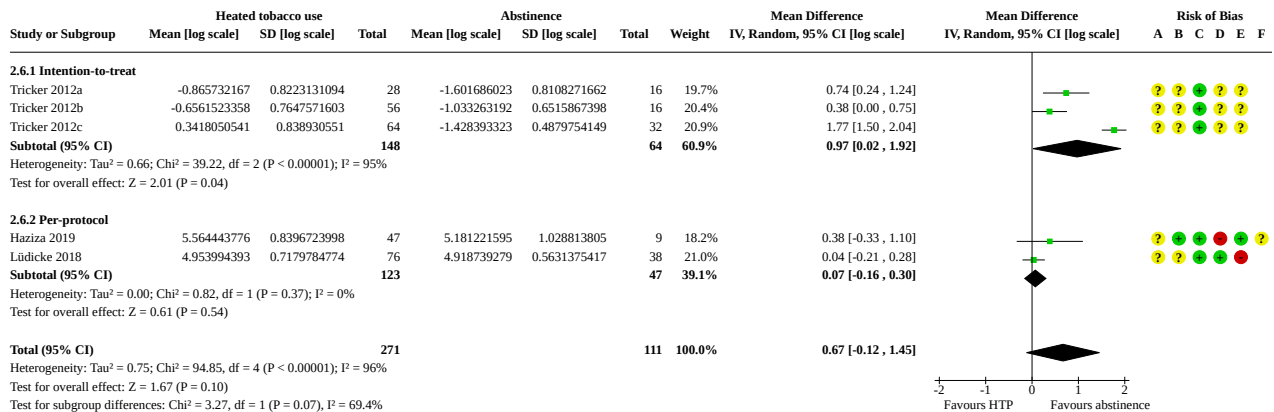 Heated tobacco use Abstinence Mean Difference Mean Difference Risk of Bias
Study or Subgroup Mean [log scale] SD [log scale] Total Mean [log scale] SD [log scale] Total Weight IV, Random, 95% CI [log scale] IV, Random, 95% CI [log scale] A B C D E F
2.6.1 Intention-to-treat
Tricker 2012a -0.865732167 0.8223131094 28 -1.601686023 0.8108271662 16 19.7% 0.74 [0.24 , 1.24] ? ? + ? ?
Tricker 2012b -0.6561523358 0.7647571603 56 -1.033263192 0.6515867398 16 20.4% 0.38 [0.00 , 0.75] ? ? + ? ?
Tricker 2012c 0.3418050541 0.838930551 64 -1.428393323 0.4879754149 32 20.9% 1.77 [1.50 , 2.04] ? ? + ? ?
Subtotal (95% CI) 148 64 60.9% 0.97 [0.02 , 1.92]
Heterogeneity: Tau² = 0.66; Chi² = 39.22, df = 2 (P < 0.00001); I² = 95%
Test for overall effect: Z = 2.01 (P = 0.04)
2.6.2 Per-protocol
Haziza 2019 5.564443776 0.8396723998 47 5.181221595 1.028813805 9 18.2% 0.38 [-0.33 , 1.10] ? + + - + ?
Lüdicke 2018 4.953994393 0.7179784774 76 4.918739279 0.5631375417 38 21.0% 0.04 [-0.21 , 0.28] ? ? + + -
Subtotal (95% CI) 123 47 39.1% 0.07 [-0.16 , 0.30]
Heterogeneity: Tau² = 0.00; Chi² = 0.82, df = 1 (P = 0.37); I² = 0%
Test for overall effect: Z = 0.61 (P = 0.54)
Total (95% CI) 271 111 100.0% 0.67 [-0.12 , 1.45]
Heterogeneity: Tau² = 0.75; Chi² = 94.85, df = 4 (P < 0.00001); I² = 96%
Test for overall effect: Z = 1.67 (P = 0.10)
-2 -1 0 1 2
Test for subgroup differences: Chi² = 3.27, df = 1 (P = 0.07), I² = 69.4%
Favours HTP Favours abstinence